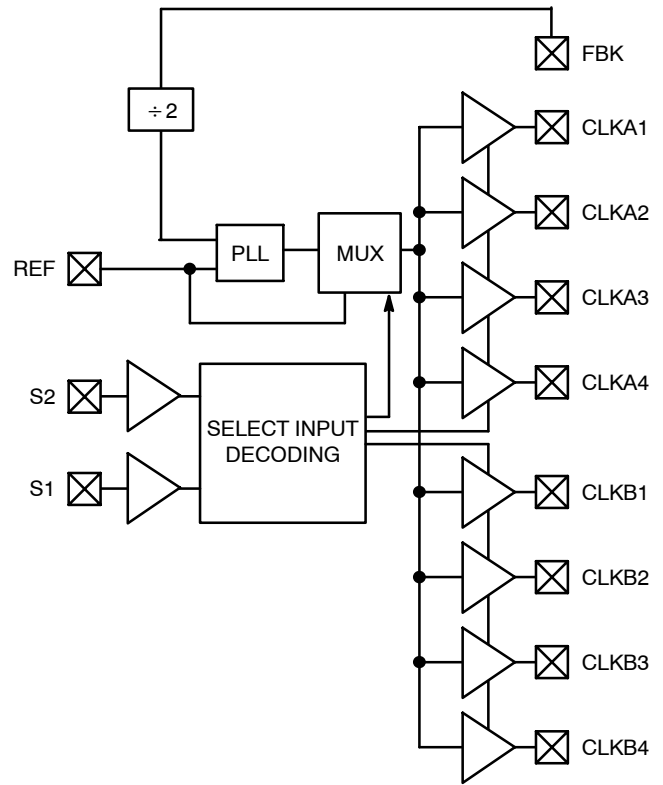 FBK
÷2
CLKA1
CLKA2
PLL
MUX
REF
CLKA3
CLKA4
S2
SELECT INPUT
DECODING
S1
CLKB1
CLKB2
CLKB3
CLKB4